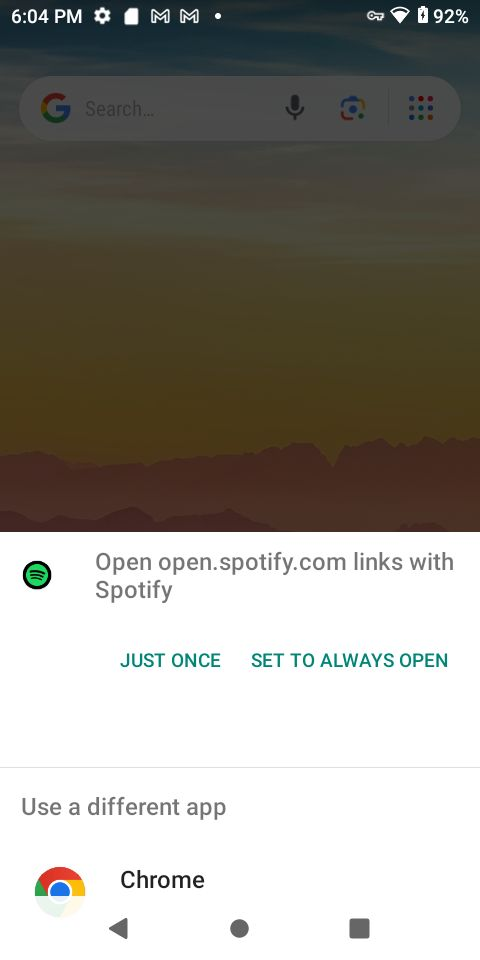 6:04 PM 92%
Search...
Open open.spotify.com links with
Spotify
JUST ONCE SET TO ALWAYS OPEN
Use a different app
Chrome